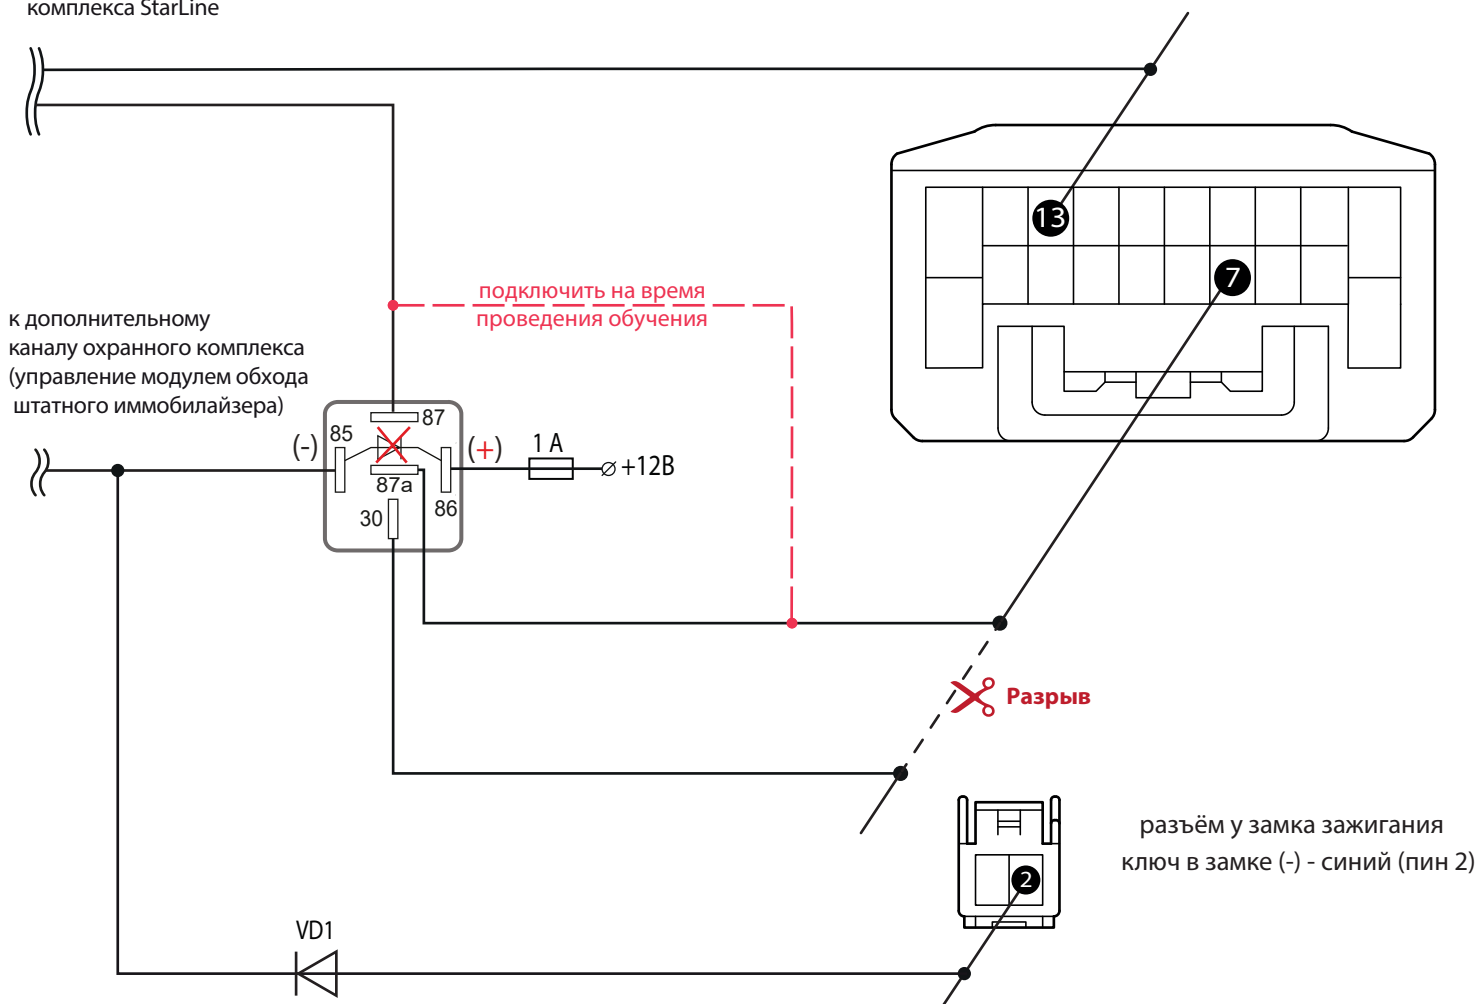 комплекса StarLine
13
7
подключить на время
проведения обучения
к дополнительному
каналу охранного комплекса
(управление модулем обхода
штатного иммобилайзера)
87
85
(-)
(+)
1 А
+12В
87a
86
30
Разрыв
разъём у замка зажигания
ключ в замке (-) - синий (пин 2)
2
VD1